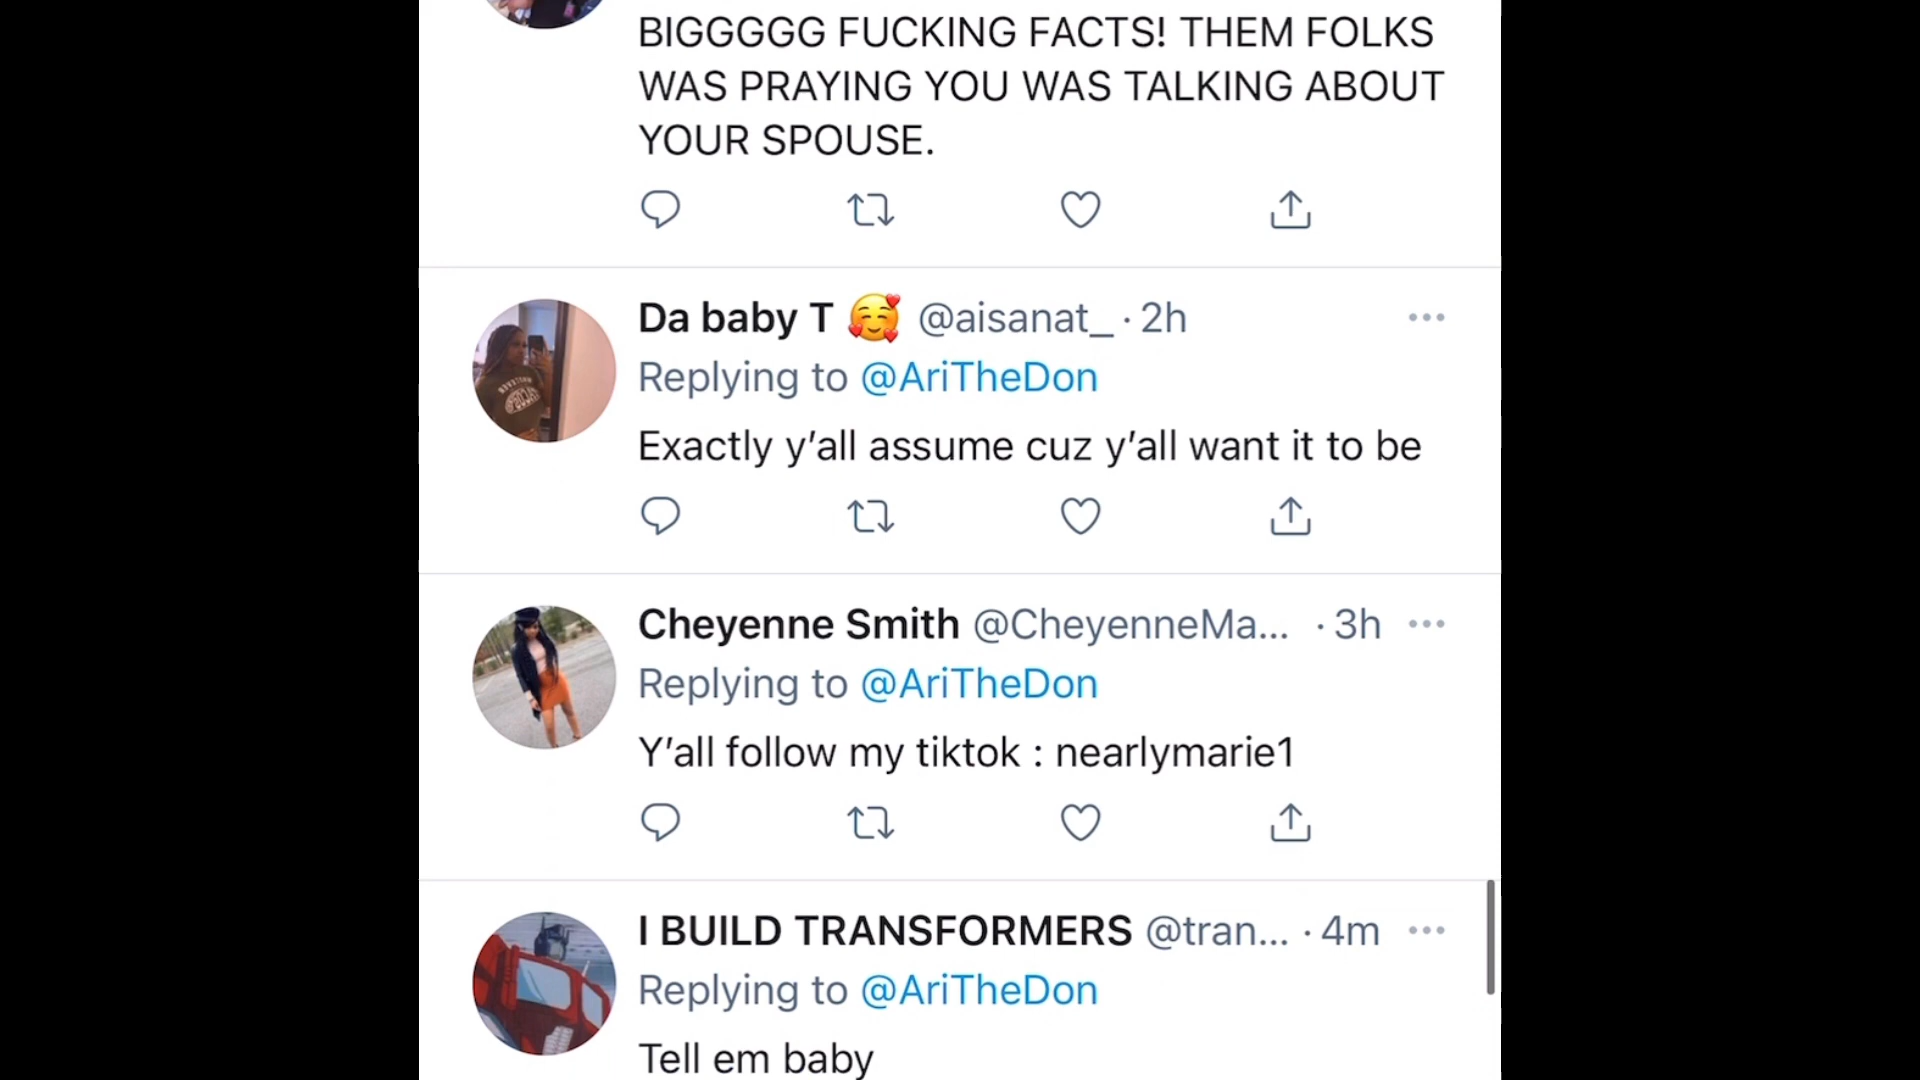 BIGGGGG FUCKING FACTS! THEM FOLKS
WAS PRAYING YOU WAS TALKING ABOUT
YOUR SPOUSE.
Da baby T 🥰 @aisanat_ · 2h
Replying to @AriTheDon
Exactly y’all assume cuz y’all want it to be
Cheyenne Smith @CheyenneMa... · 3h
Replying to @AriTheDon
Y’all follow my tiktok : nearlymarie1
I BUILD TRANSFORMERS @tran... · 4m
Replying to @AriTheDon
Tell em baby